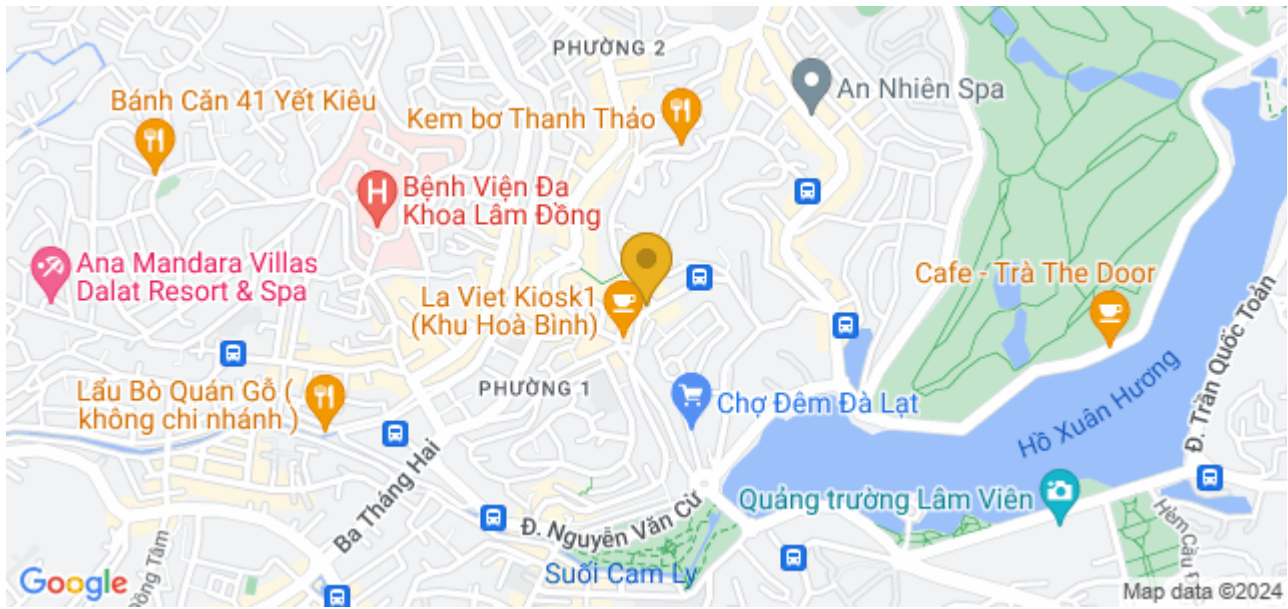 PHƯỜNG 2
An Nhiên Spa
Bánh Căn 41 Yết Kiêu
Kem bơ Thanh Thảo
H
Bệnh Viện Đa
Khoa Lâm Đồng
Ana Mandara Villas
Dalat Resort & Spa
La Viet Kiosk1
(Khu Hoà Bình)
Cafe - Trà The Door
Đ. Trần Quốc Toản
Lẩu Bò Quán Gỗ (
không chi nhánh )
PHƯỜNG 1
Chợ Đêm Đà Lạt
Hồ Xuân Hương
Ba Tháng Hai
Quảng trường Lâm Viên
Đ. Nguyễn Văn Cừ
Suối Cam Ly
Đồng Tâm
Google
Map data ©2024